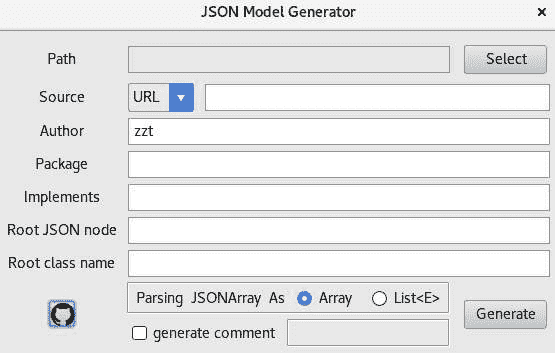 JSON Model Generator ×
Path Select
Source URL
Author zzt
Package
Implements
Root JSON node
Root class name
Parsing JSONArray As Array List<E>
Generate
generate comment